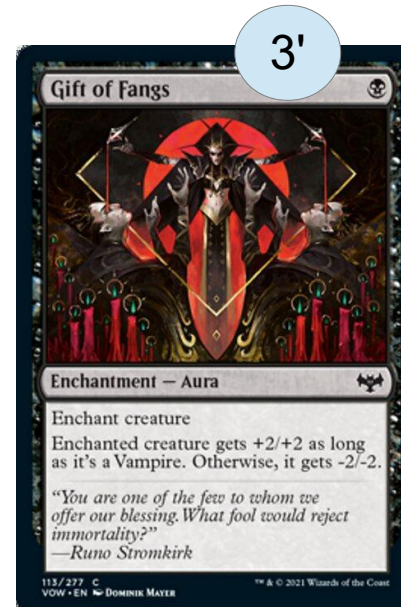 3'
Gift of Fangs
Enchantment — Aura
Enchant creature
Enchanted creature gets +2/+2 as long
as it's a Vampire. Otherwise, it gets -2/-2.
"You are one of the few to whom we
offer our blessing. What fool would reject
immortality?"
—Runo Stromkirk
113/277 C
VOW • EN Dominik Mayer
™ & © 2021 Wizards of the Coast